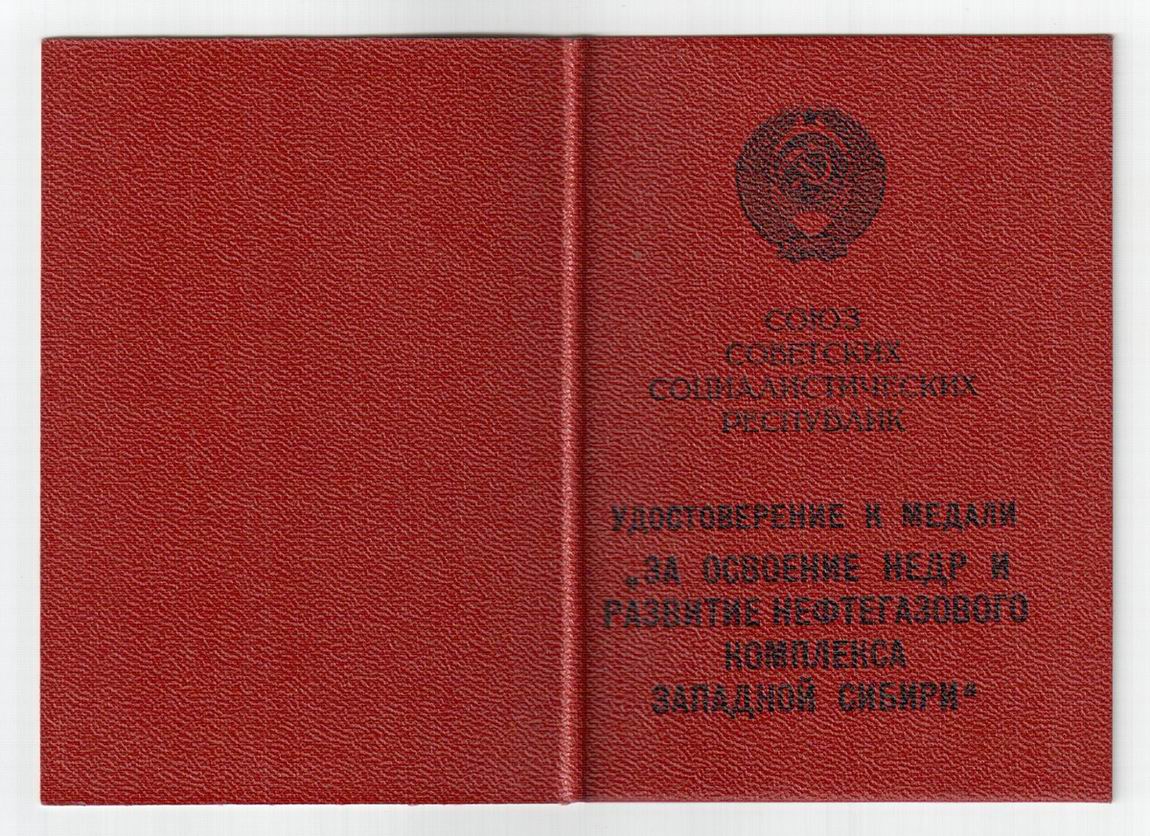 СОЮЗ
СОВЕТСКИХ
СОЦИАЛИСТИЧЕСКИХ
РЕСПУБЛИК
УДОСТОВЕРЕНИЕ К МЕДАЛИ
„ЗА ОСВОЕНИЕ НЕДР И
РАЗВИТИЕ НЕФТЕГАЗОВОГО
КОМПЛЕКСА
ЗАПАДНОЙ СИБИРИ“